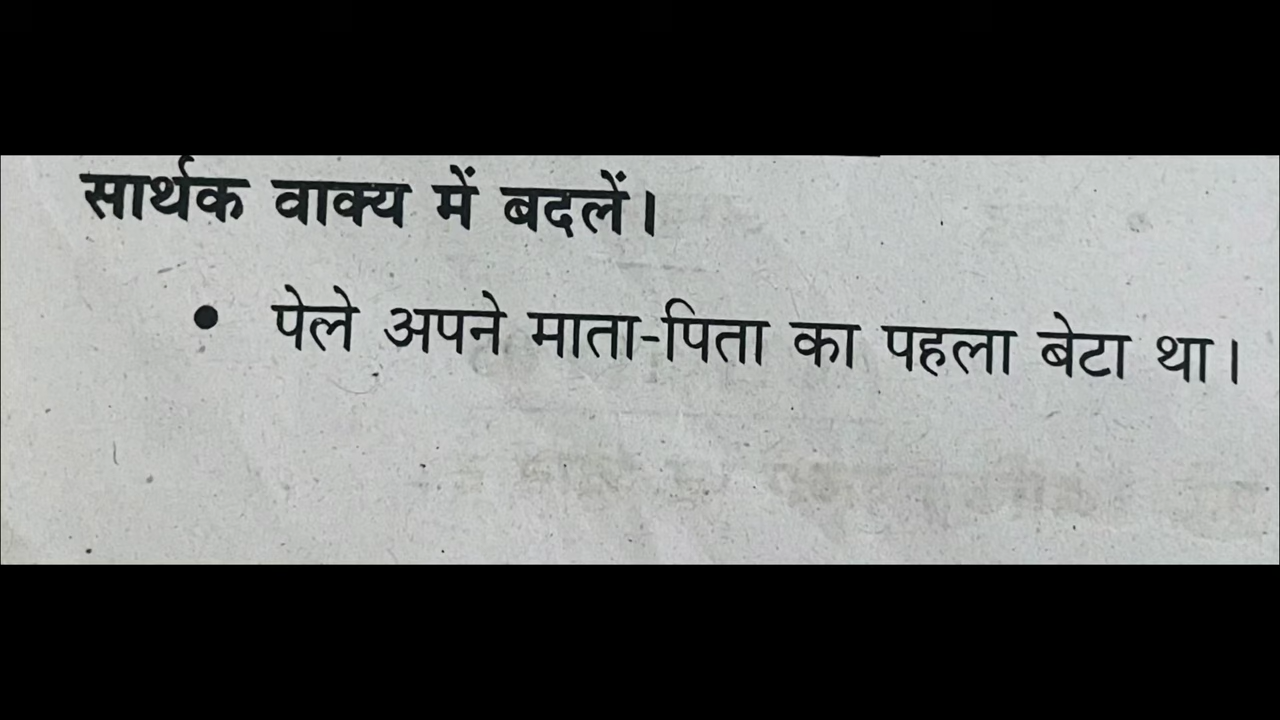 सार्थक वाक्य में बदलें।
• पेले अपने माता-पिता का पहला बेटा था।